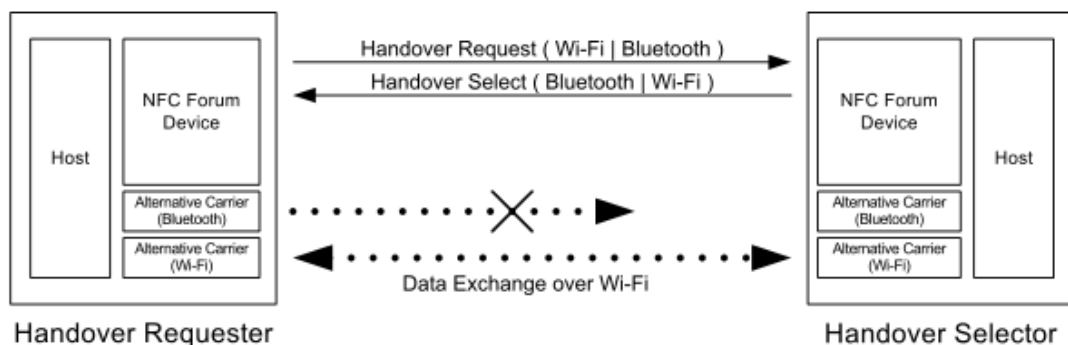 Handover Request ( Wi-Fi | Bluetooth )
Handover Select ( Bluetooth | Wi-Fi )
Host
NFC Forum
Device
Alternative Carrier
(Bluetooth)
Alternative Carrier
(Wi-Fi)
Data Exchange over Wi-Fi
NFC Forum
Device
Host
Alternative Carrier
(Bluetooth)
Alternative Carrier
(Wi-Fi)
Handover Requester
Handover Selector